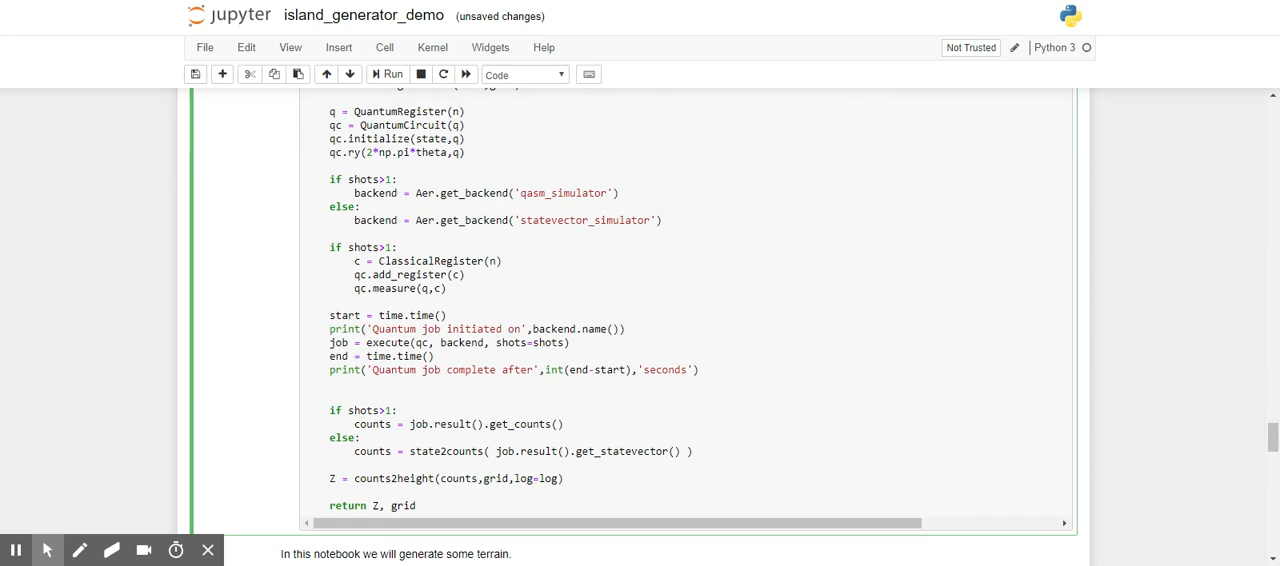 jupyter island_generator_demo (unsaved changes)
File Edit View Insert Cell Kernel Widgets Help Not Trusted Python 3
Run Code
q = QuantumRegister(n)
qc = QuantumCircuit(q)
qc.initialize(state,q)
qc.ry(2*np.pi*theta,q)
if shots>1:
backend = Aer.get_backend('qasm_simulator')
else:
backend = Aer.get_backend('statevector_simulator')
if shots>1:
c = ClassicalRegister(n)
qc.add_register(c)
qc.measure(q,c)
start = time.time()
print('Quantum job initiated on',backend.name())
job = execute(qc, backend, shots=shots)
end = time.time()
print('Quantum job complete after',int(end-start),'seconds')
if shots>1:
counts = job.result().get_counts()
else:
counts = state2counts( job.result().get_statevector() )
Z = counts2height(counts,grid,log=log)
return Z, grid
In this notebook we will generate some terrain.